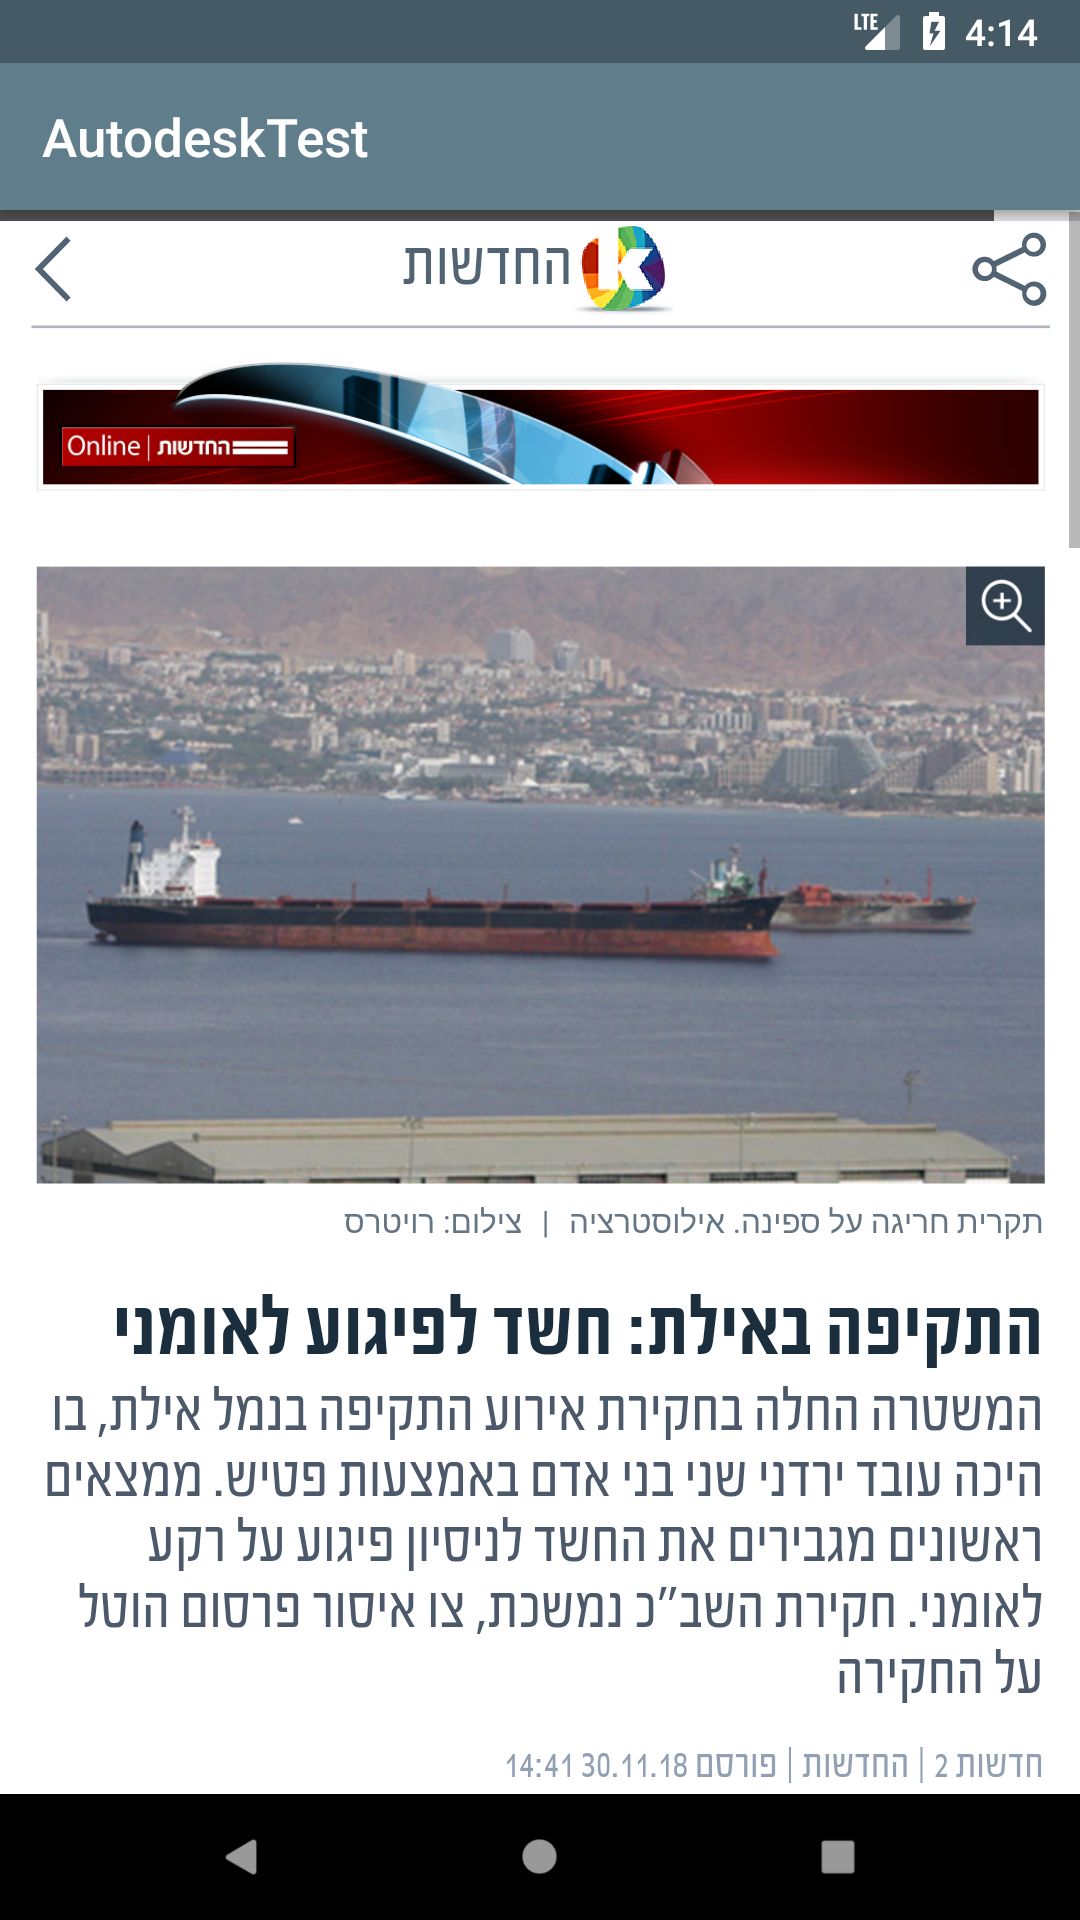 LTE 4:14
AutodeskTest
החדשות
Online | החדשות
תקרית חריגה על ספינה. אילוסטרציה | צילום: רויטרס
התקיפה באילת: חשד לפיגוע לאומני
המשטרה החלה בחקירת אירוע התקיפה בנמל אילת, בו
היכה עובד ירדני שני בני אדם באמצעות פטיש. ממצאים
ראשונים מגבירים את החשד לניסיון פיגוע על רקע
לאומני. חקירת השב"כ נמשכת, צו איסור פרסום הוטל
על החקירה
חדשות 2 | החדשות | פורסם 30.11.18 14:41